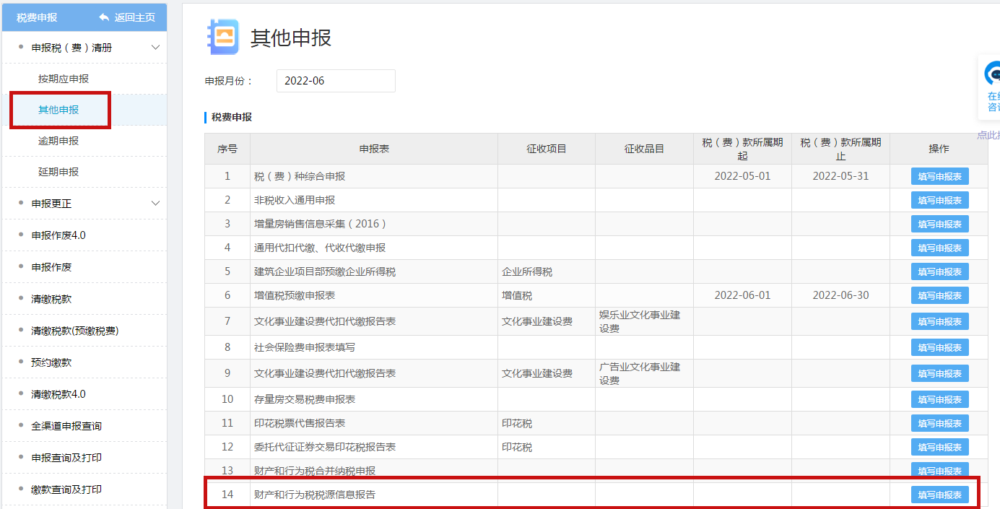 税费申报
返回主页
申报税（费）清册
按期应申报
其他申报
逾期申报
延期申报
申报更正
申报作废4.0
申报作废
清缴税款
清缴税款(预缴税费)
预约缴款
清缴税款4.0
全渠道申报查询
申报查询及打印
缴款查询及打印
其他申报
申报月份： 2022-06
税费申报
序号 申报表 征收项目 征收品目 税（费）款所属期起 税（费）款所属期止 操作
1 税（费）种综合申报 2022-05-01 2022-05-31 填写申报表
2 非税收入通用申报 填写申报表
3 增量房销售信息采集（2016） 填写申报表
4 通用代扣代缴、代收代缴申报 填写申报表
5 建筑企业项目部预缴企业所得税 企业所得税 填写申报表
6 增值税预缴申报表 增值税 2022-06-01 2022-06-30 填写申报表
7 文化事业建设费代扣代缴报告表 文化事业建设费 娱乐业文化事业建设费 填写申报表
8 社会保险费申报表填写 填写申报表
9 文化事业建设费代扣代缴报告表 文化事业建设费 广告业文化事业建设费 填写申报表
10 存量房交易税费申报表 填写申报表
11 印花税票代售报告表 印花税 填写申报表
12 委托代征证券交易印花税报告表 印花税 填写申报表
13 财产和行为税合并纳税申报 填写申报表
14 财产和行为税税源信息报告 填写申报表
在
咨
点此